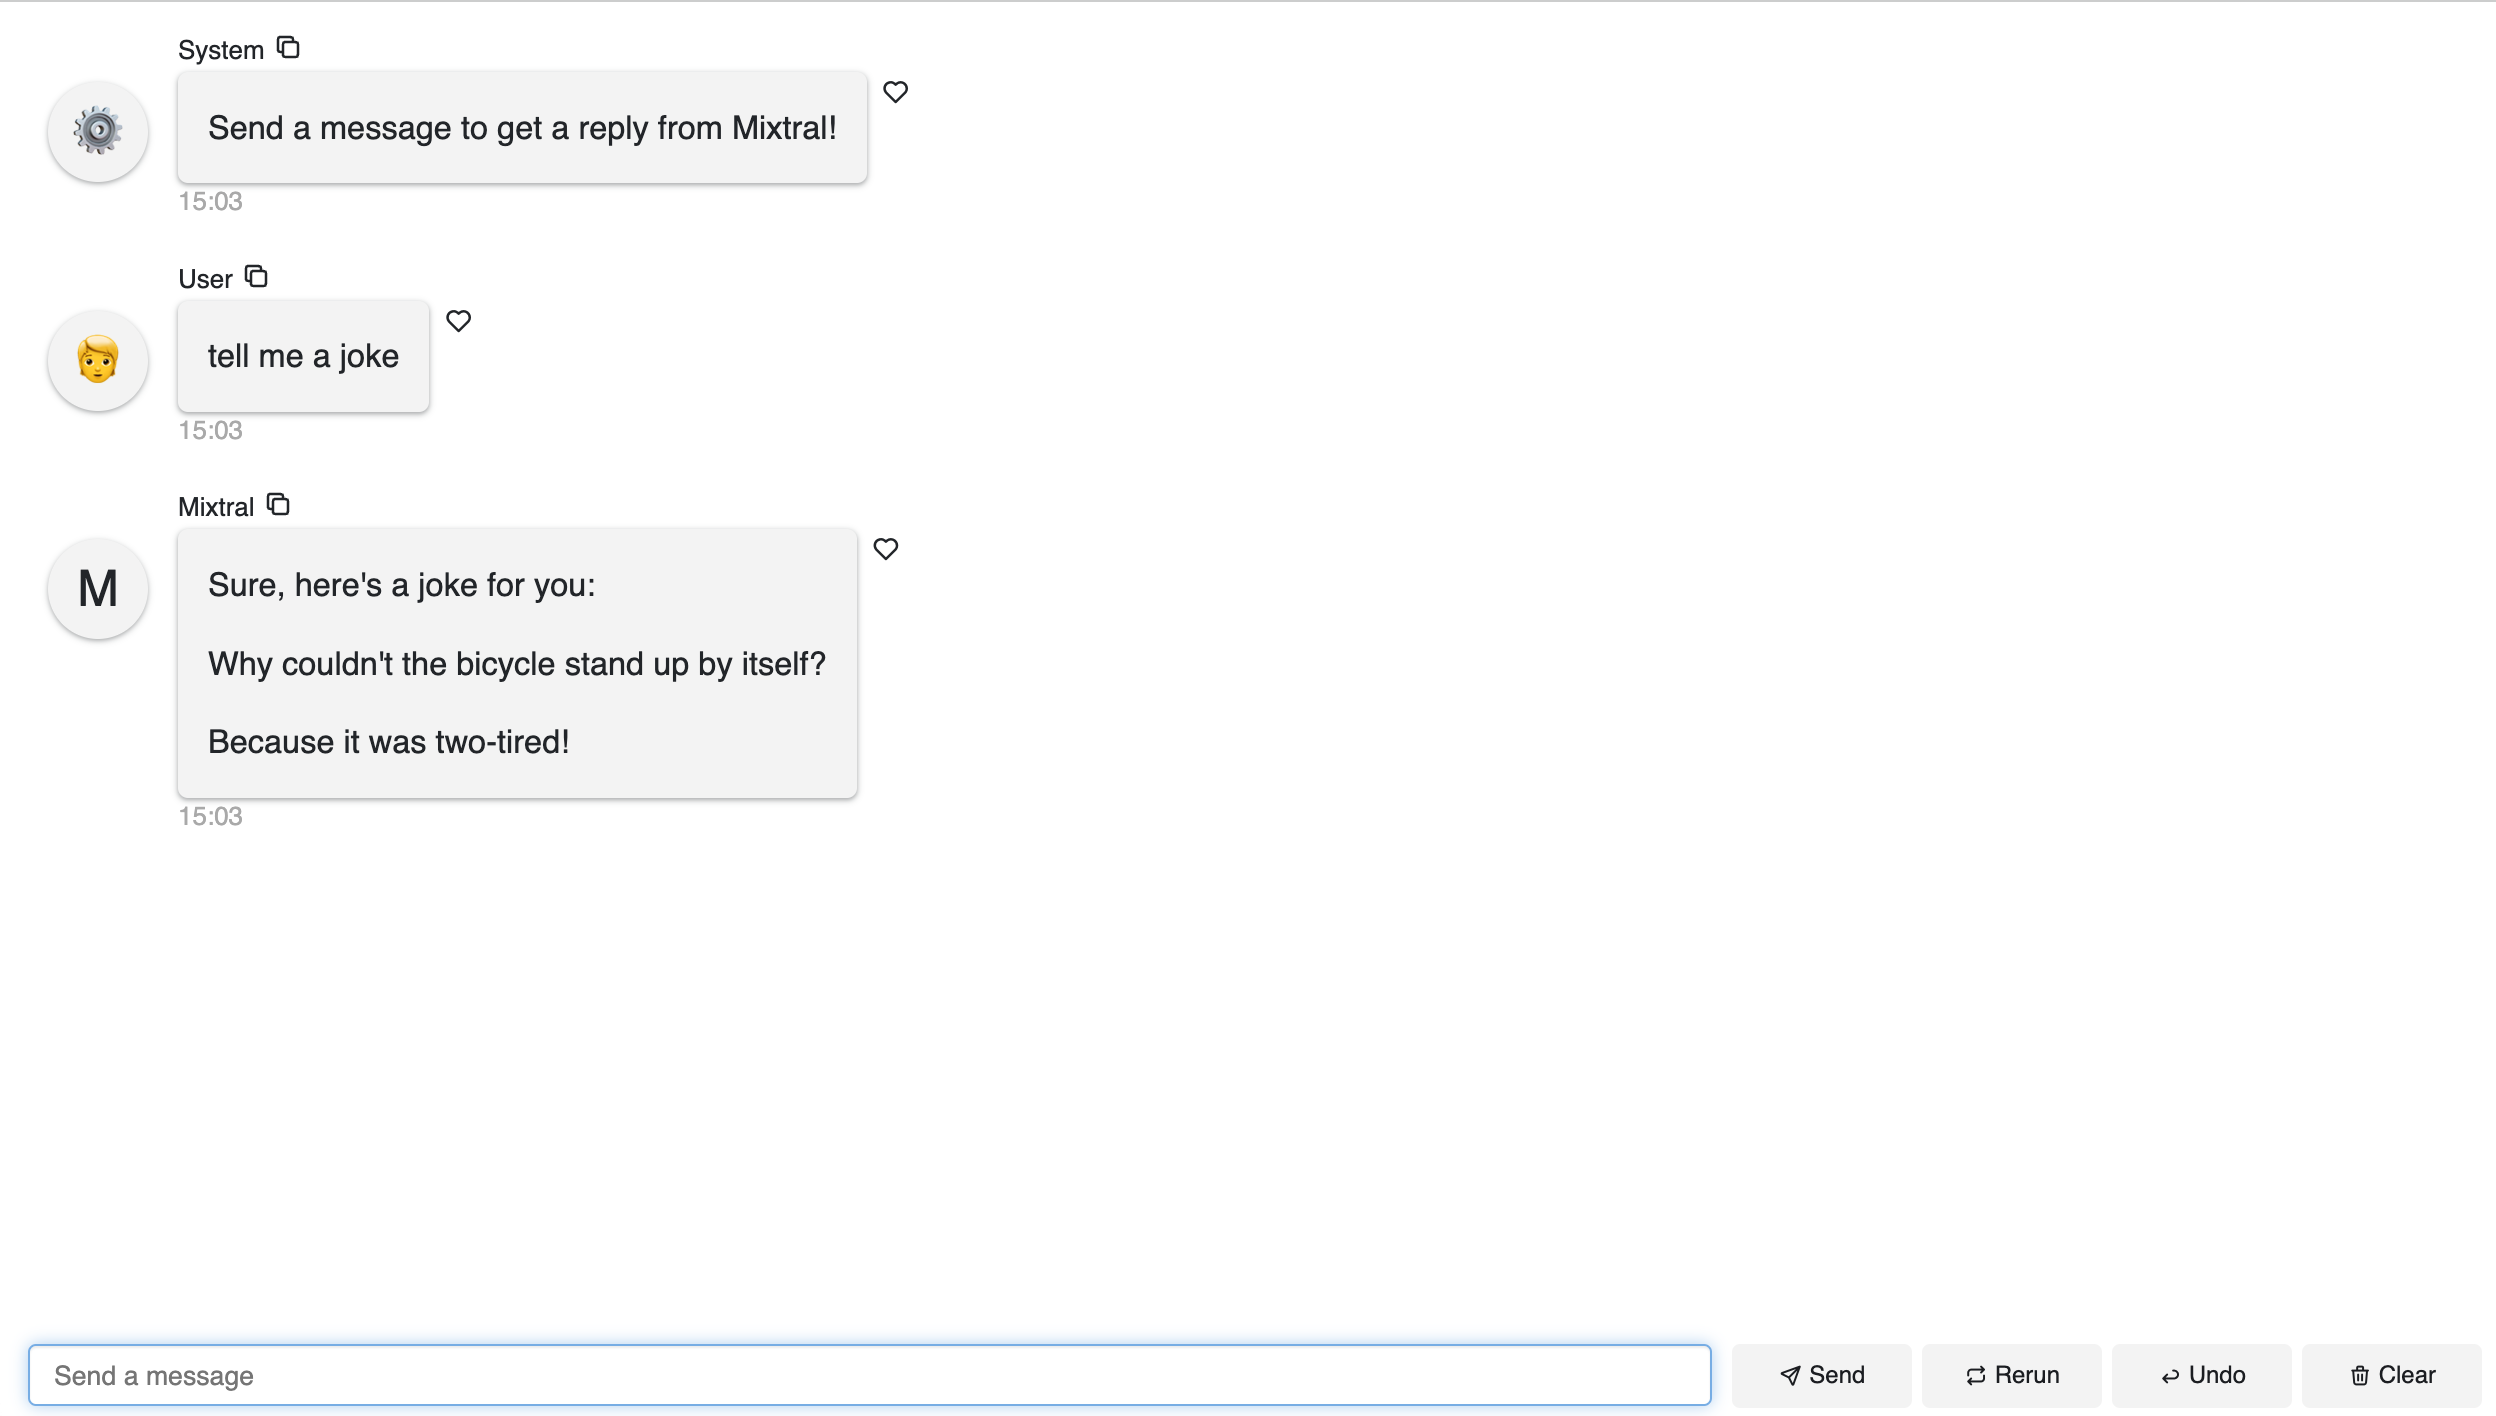 System
Send a message to get a reply from Mixtral!
15:03
User
tell me a joke
15:03
Mixtral
M
Sure, here's a joke for you:
Why couldn't the bicycle stand up by itself?
Because it was two-tired!
15:03
Send a message
Send
Rerun
Undo
Clear